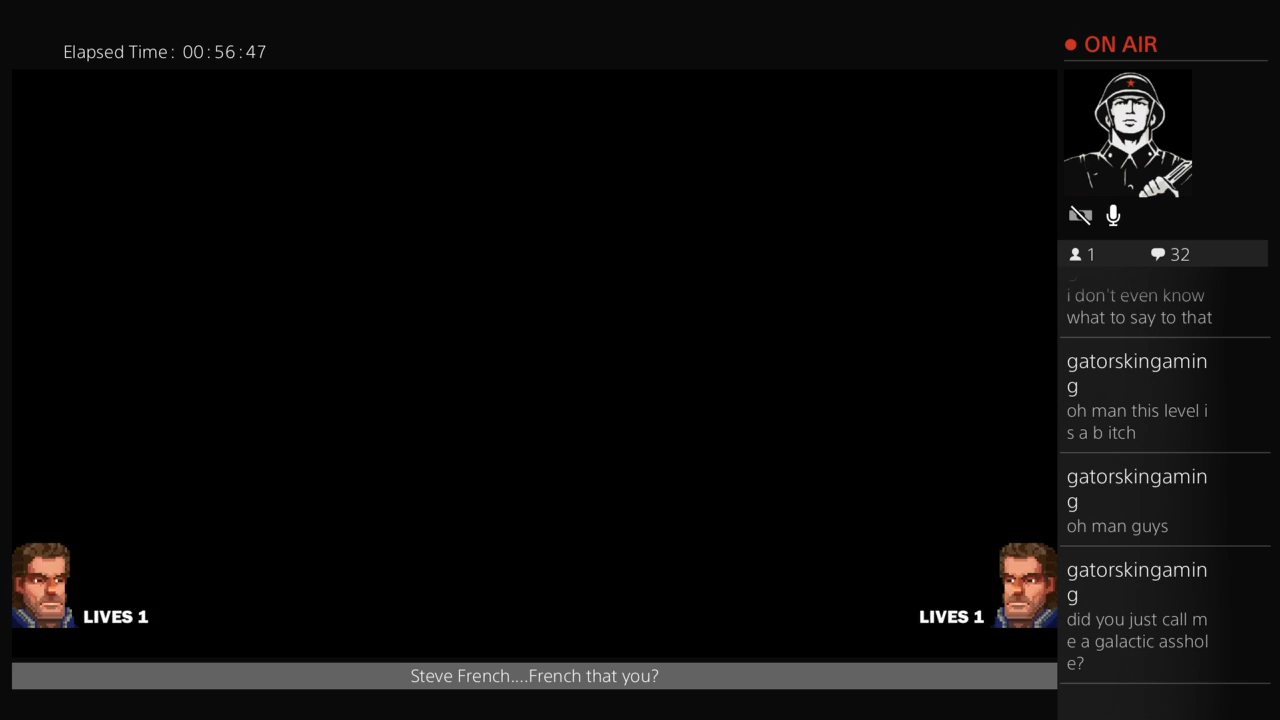 Elapsed Time: 00:56:47
ON AIR
1 32
i don't even know
what to say to that
gatorskingamin
g
oh man this level i
s a b itch
gatorskingamin
g
oh man guys
gatorskingamin
g
did you just call m
e a galactic asshol
e?
LIVES 1
LIVES 1
Steve French....French that you?